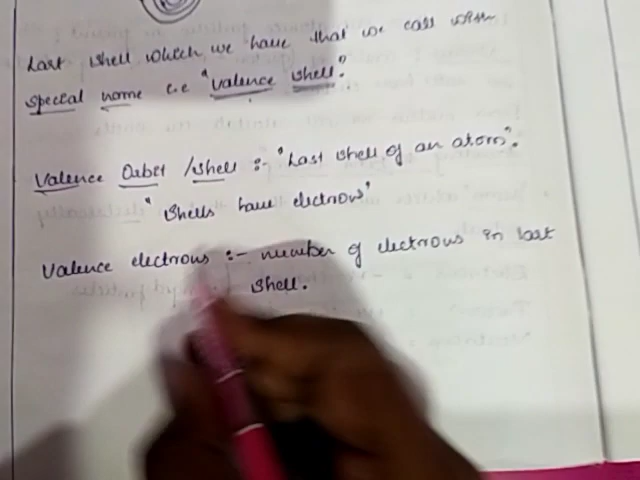 Last shell which we have that we call with
special name i.e "valence shell".
Valence Orbit /shell :- "Last shell of an atom".
"Shells have electrons"
Valence electrons :- number of electrons in last
shell.